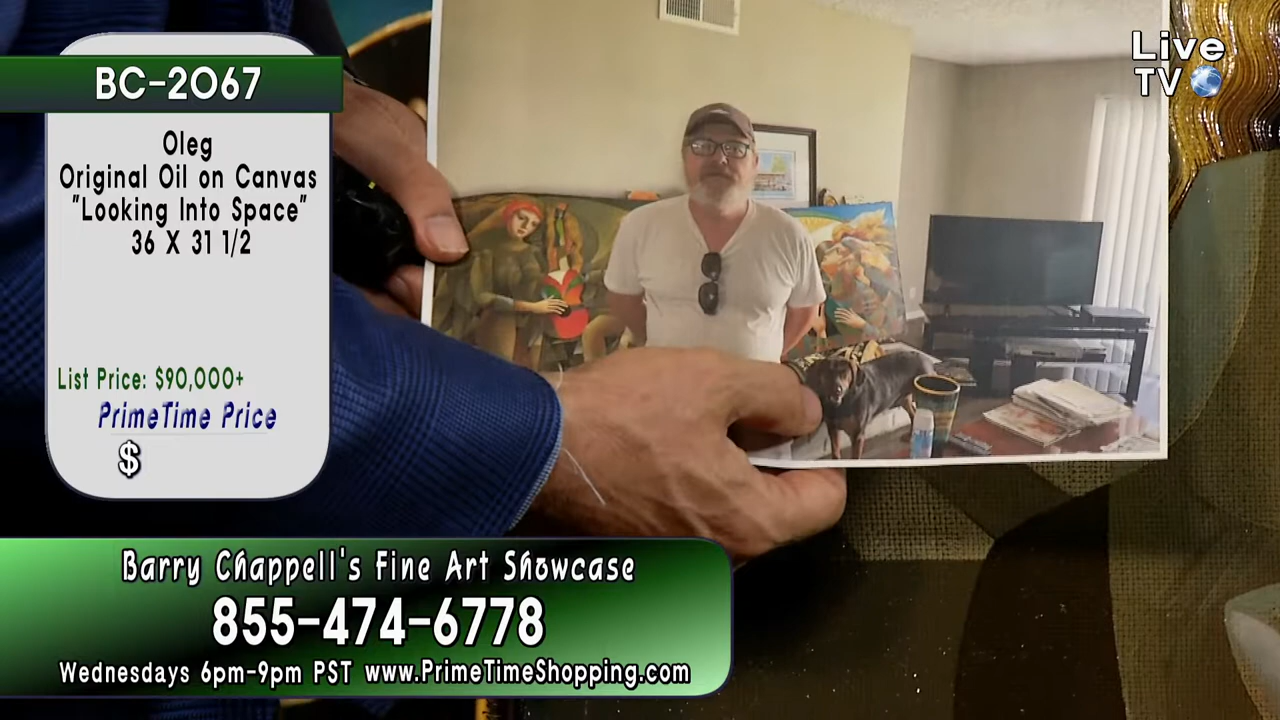 Live
TV
BC-2067
Oleg
Original Oil on Canvas
"Looking Into Space"
36 X 31 1/2
List Price: $90,000+
PrimeTime Price
$
Barry Chappell's Fine Art Showcase
855-474-6778
Wednesdays 6pm-9pm PST www.PrimeTimeShopping.com